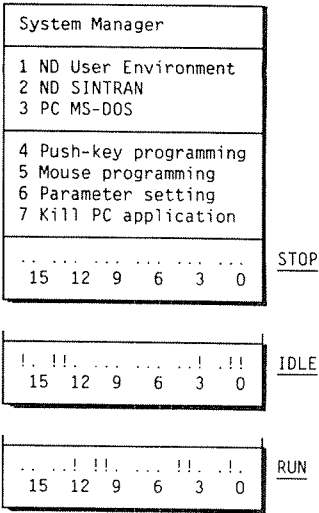 System Manager
1 ND User Environment
2 ND SINTRAN
3 PC MS-DOS
4 Push-key programming
5 Mouse programming
6 Parameter setting
7 Kill PC application
.. ... ... ... ... ... STOP
15 12 9 6 3 0
!. !!. ... ... ..! .!! IDLE
15 12 9 6 3 0
.. ..! !!. ... !!. .!. RUN
15 12 9 6 3 0